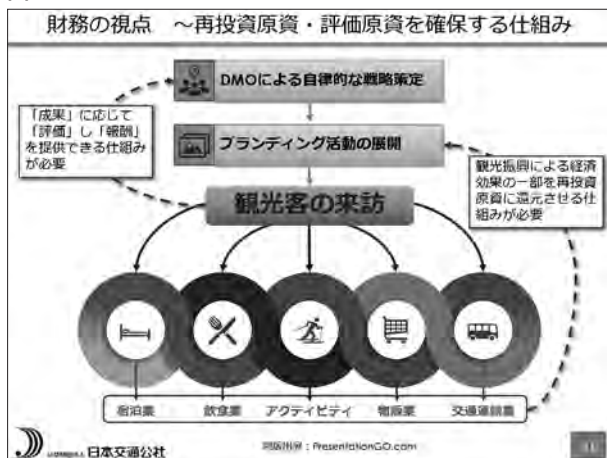 財務の視点 ～再投資原資・評価原資を確保する仕組み
DMOによる自律的な戦略策定
「成果」に応じて
「評価」し「報酬」
を提供できる仕組み
が必要
ブランディング活動の展開
観光振興による経済
効果の一部を再投資
原資に還元させる仕
組みが必要
観光客の来訪
宿泊業
飲食業
アクティビティ
物販業
交通運輸業
日本交通公社
：PresentationGO.com